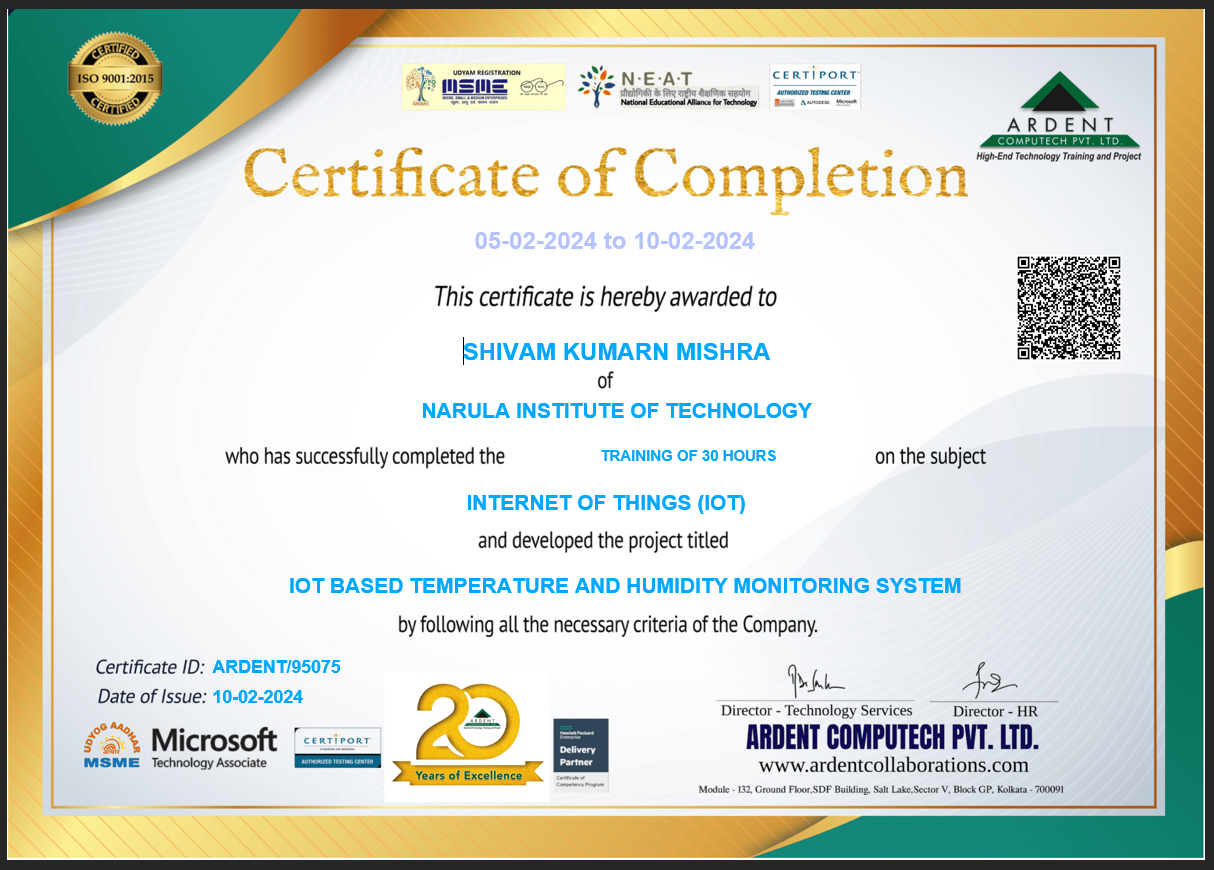 CERTIFIED
ISO 9001:2015
CERTIFIED
UDYAM REGISTRATION
MSME
MICRO, SMALL & MEDIUM ENTERPRISES
सूक्ष्म, लघु एवं मध्यम उद्यम
N·E·A·T
प्रौद्योगिकी के लिए राष्ट्रीय शैक्षणिक सहयोग
National Educational Alliance for Technology
CERTIPORT
AUTHORIZED TESTING CENTER
AUTODESK
Microsoft
ARDENT
COMPUTECH PVT. LTD.
High-End Technology Training and Project
Certificate of Completion
05-02-2024 to 10-02-2024
This certificate is hereby awarded to
SHIVAM KUMARN MISHRA
of
NARULA INSTITUTE OF TECHNOLOGY
who has successfully completed the TRAINING OF 30 HOURS on the subject
INTERNET OF THINGS (IOT)
and developed the project titled
IOT BASED TEMPERATURE AND HUMIDITY MONITORING SYSTEM
by following all the necessary criteria of the Company.
Certificate ID: ARDENT/95075
Date of Issue: 10-02-2024
UDYOG AADHAR
MSME
Microsoft
Technology Associate
CERTIPORT
AUTHORIZED TESTING CENTER
20
ARDENT
Years of Excellence
Hewlett Packard
Enterprise
Delivery
Partner
Certificate of
Competency Program
Director - Technology Services
Director - HR
ARDENT COMPUTECH PVT. LTD.
www.ardentcollaborations.com
Module - 132, Ground Floor,SDF Building, Salt Lake,Sector V, Block GP, Kolkata - 700091